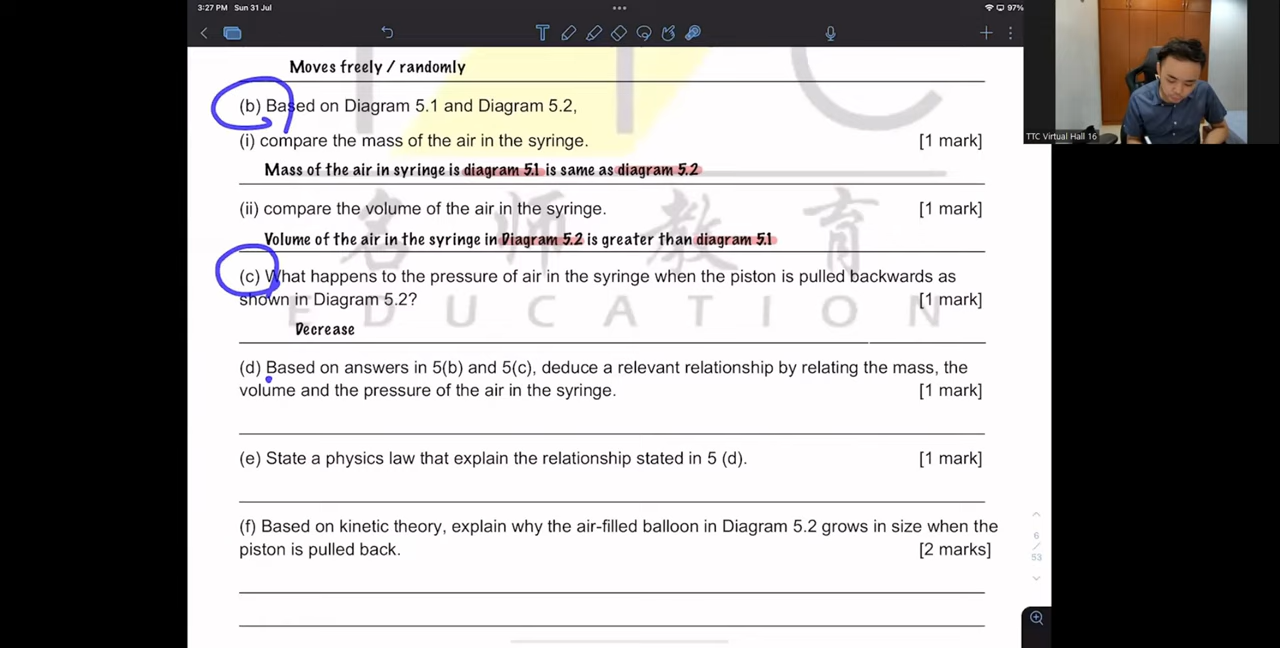 3:27 PM Sun 31 Jul
97%
Moves freely / randomly
(b) Based on Diagram 5.1 and Diagram 5.2,
(i) compare the mass of the air in the syringe. [1 mark]
Mass of the air in syringe is diagram 5.1 is same as diagram 5.2
(ii) compare the volume of the air in the syringe. [1 mark]
Volume of the air in the syringe in Diagram 5.2 is greater than diagram 5.1
名師教育
(c) What happens to the pressure of air in the syringe when the piston is pulled backwards as
shown in Diagram 5.2? [1 mark]
EDUCATION
Decrease
(d) Based on answers in 5(b) and 5(c), deduce a relevant relationship by relating the mass, the
volume and the pressure of the air in the syringe. [1 mark]
(e) State a physics law that explain the relationship stated in 5 (d). [1 mark]
(f) Based on kinetic theory, explain why the air-filled balloon in Diagram 5.2 grows in size when the
piston is pulled back. [2 marks]
6
/
53
TTC Virtual Hall 16